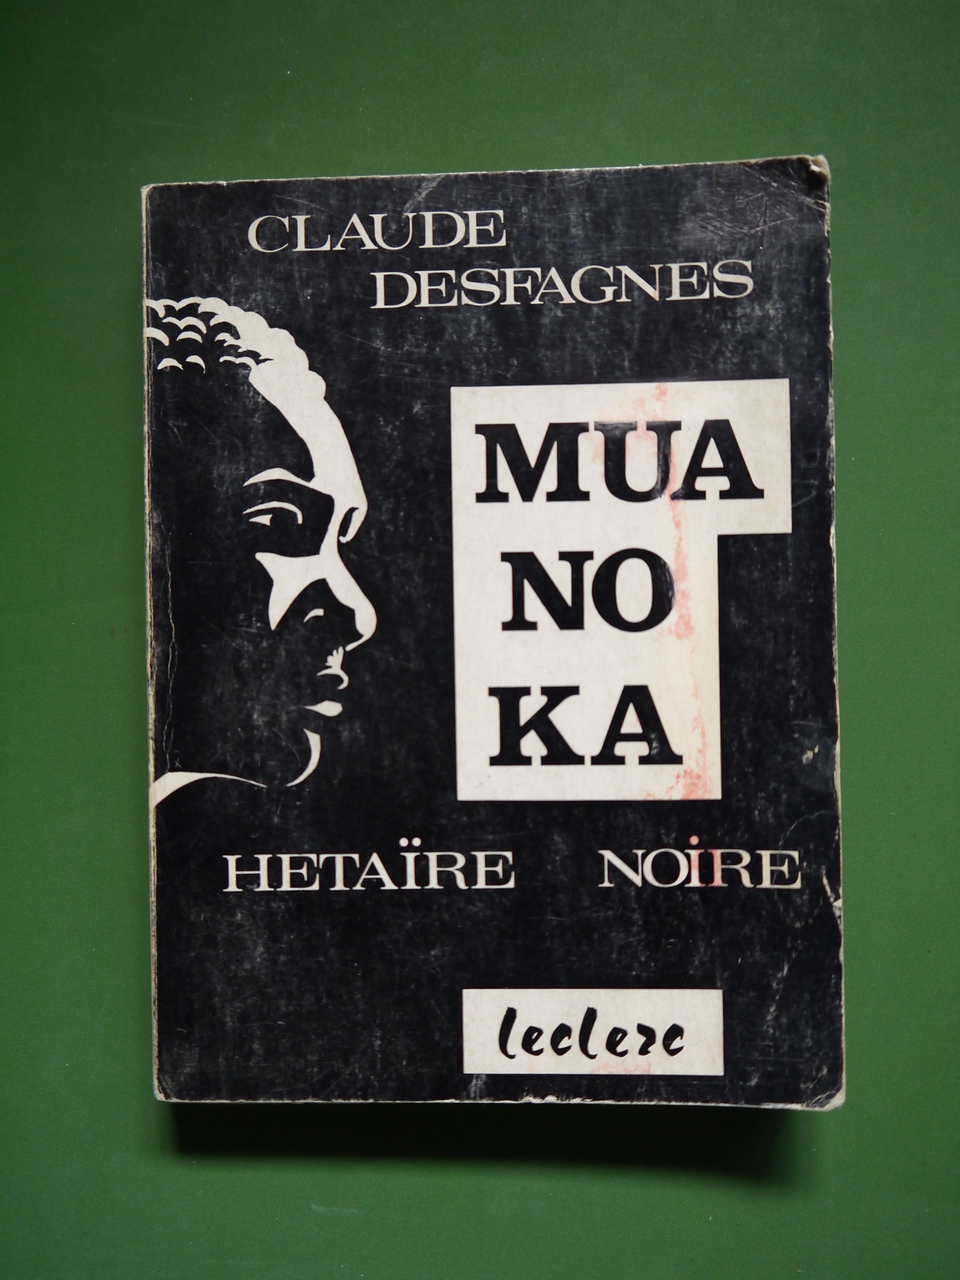 CLAUDE
DESFAGNES
MUA
NO
KA
HETAÏRE NOIRE
leclerc